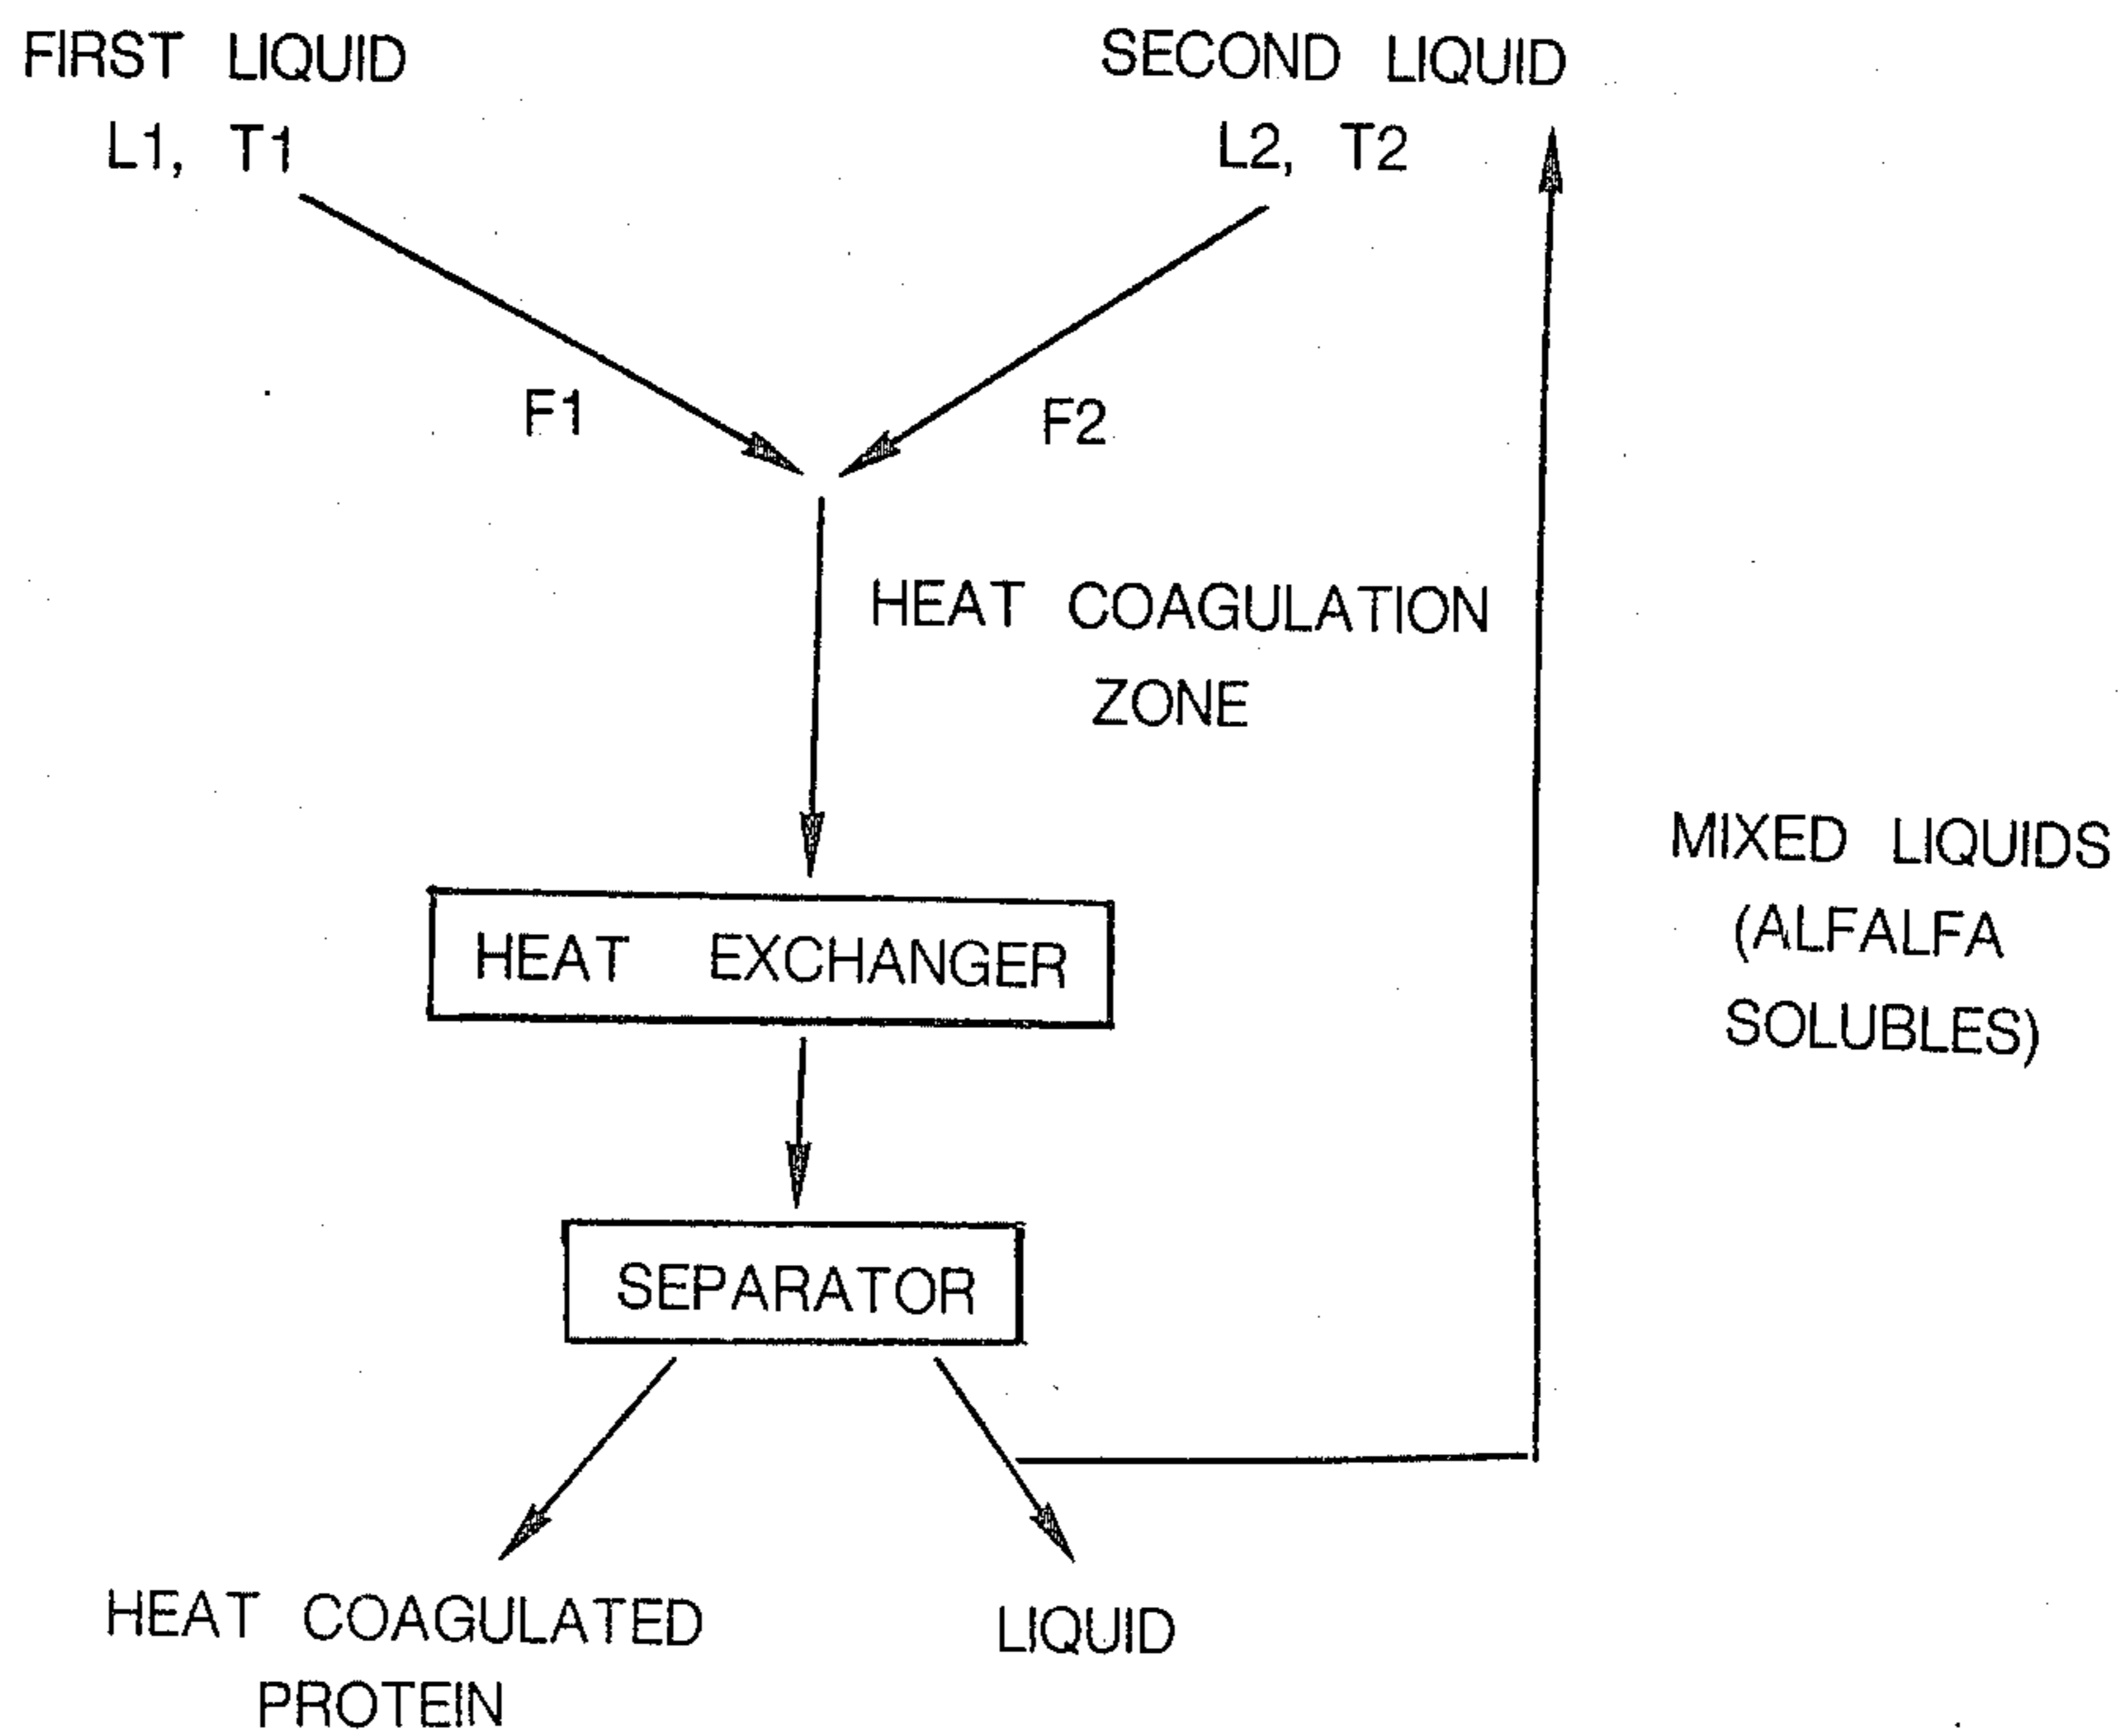 FIRST LIQUID
L1, T1
SECOND LIQUID
L2, T2
F1
F2
HEAT COAGULATION
ZONE
MIXED LIQUIDS
(ALFALFA
SOLUBLES)
HEAT EXCHANGER
SEPARATOR
HEAT COAGULATED
PROTEIN
LIQUID